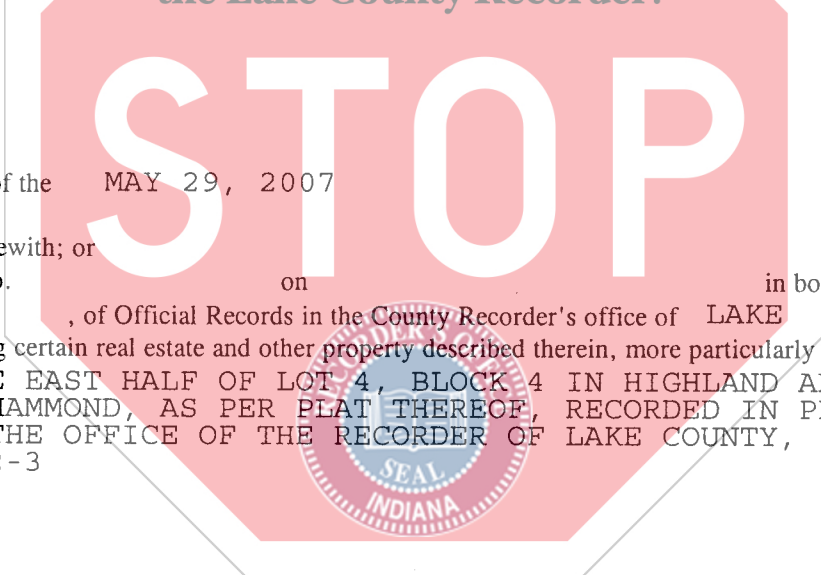 the Lake County Recorder!
STOP
of the MAY 29, 2007
ewith; or
. on in bo
, of Official Records in the County Recorder's office of LAKE
g certain real estate and other property described therein, more particularly
E EAST HALF OF LOT 4, BLOCK 4 IN HIGHLAND A
HAMMOND, AS PER PLAT THEREOF, RECORDED IN P
THE OFFICE OF THE RECORDER OF LAKE COUNTY,
-3
RECORDER'S OFFICE
SEAL
INDIANA